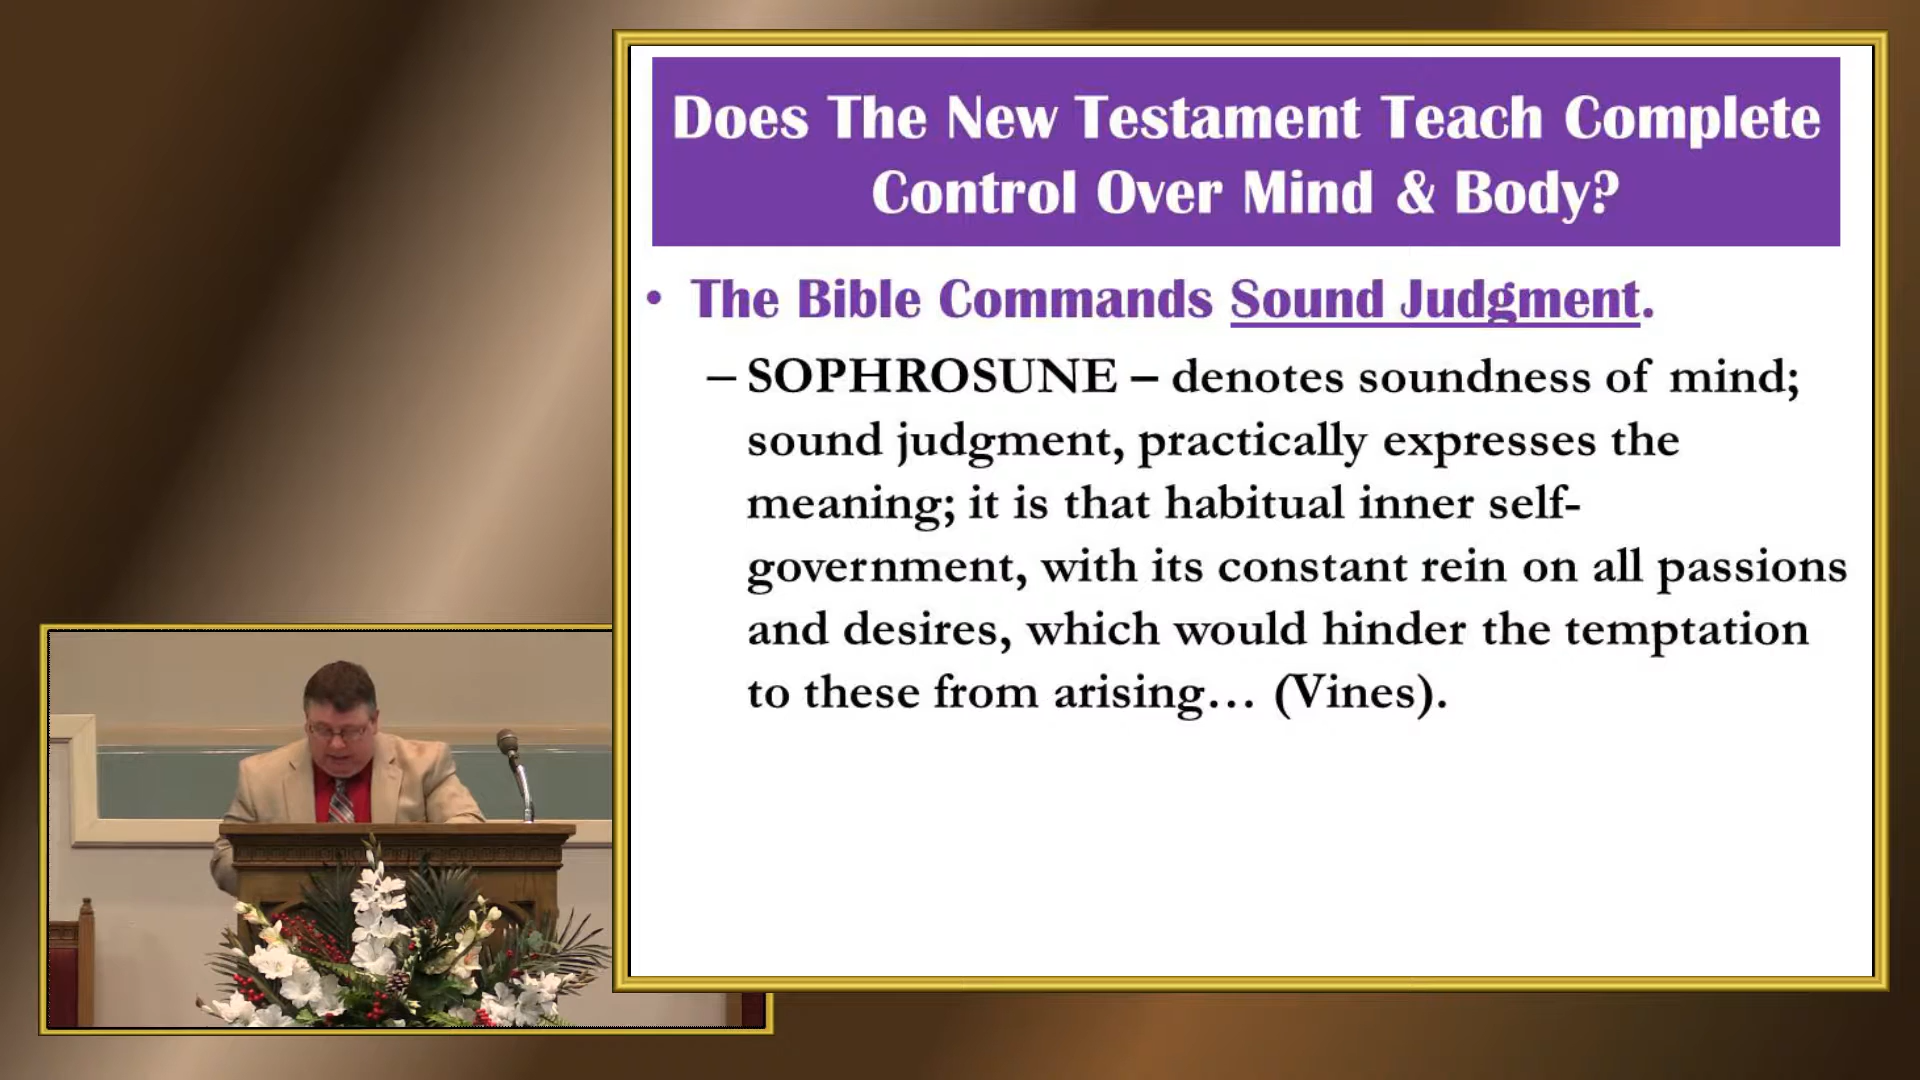 Does The New Testament Teach Complete
Control Over Mind & Body?
• The Bible Commands Sound Judgment.
– SOPHROSUNE – denotes soundness of mind;
sound judgment, practically expresses the
meaning; it is that habitual inner self-
government, with its constant rein on all passions
and desires, which would hinder the temptation
to these from arising… (Vines).